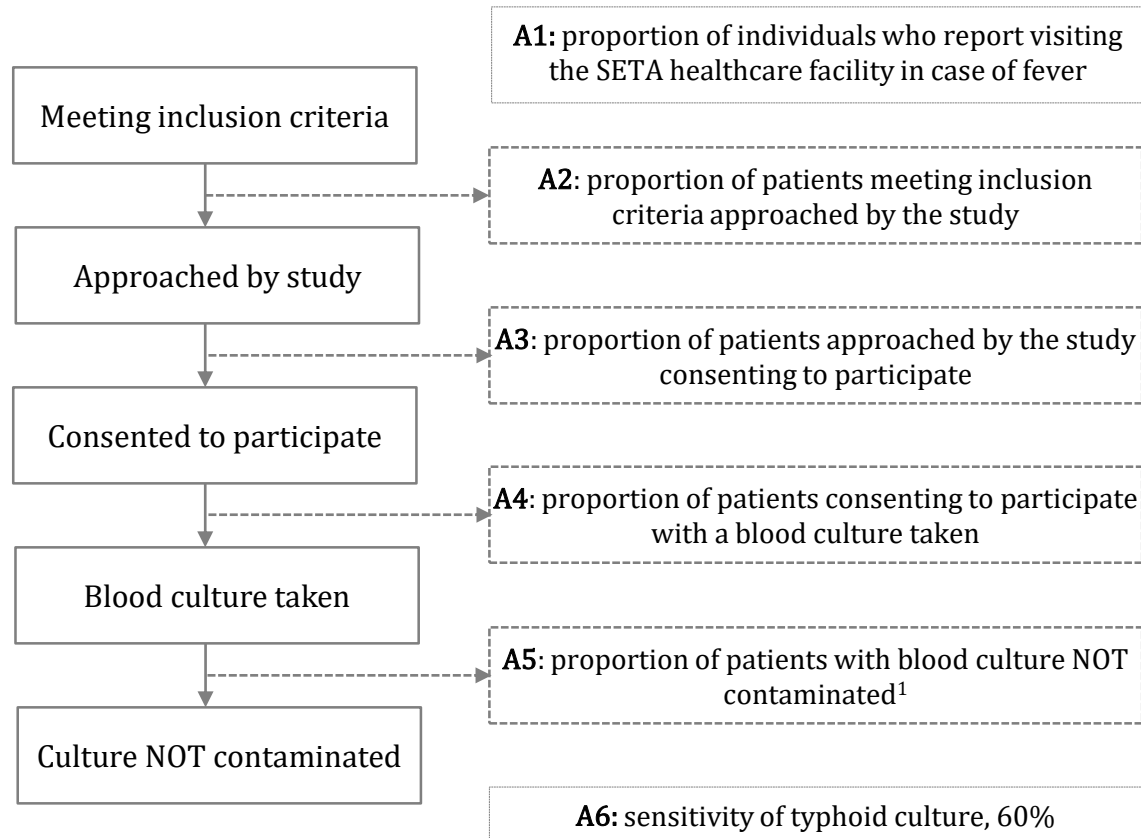 A1: proportion of individuals who report visiting
the SETA healthcare facility in case of fever
Meeting inclusion criteria
A2: proportion of patients meeting inclusion
criteria approached by the study
Approached by study
A3: proportion of patients approached by the study
consenting to participate
Consented to participate
A4: proportion of patients consenting to participate
with a blood culture taken
Blood culture taken
A5: proportion of patients with blood culture NOT
contaminated¹
Culture NOT contaminated
A6: sensitivity of typhoid culture, 60%